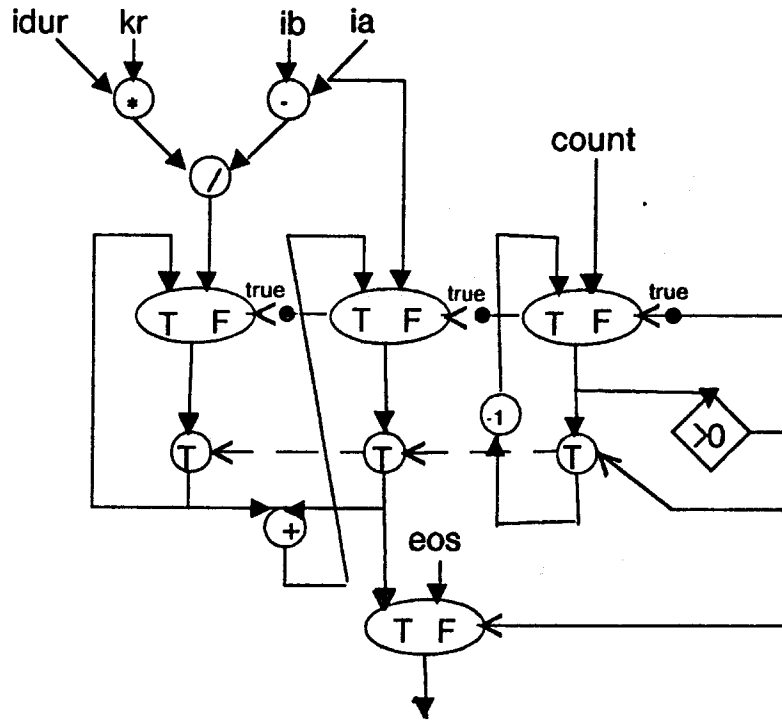 idur kr ib ia
* -
/
count
true true true
T F T F T F
-1
>0
T T T
+
eos
T F